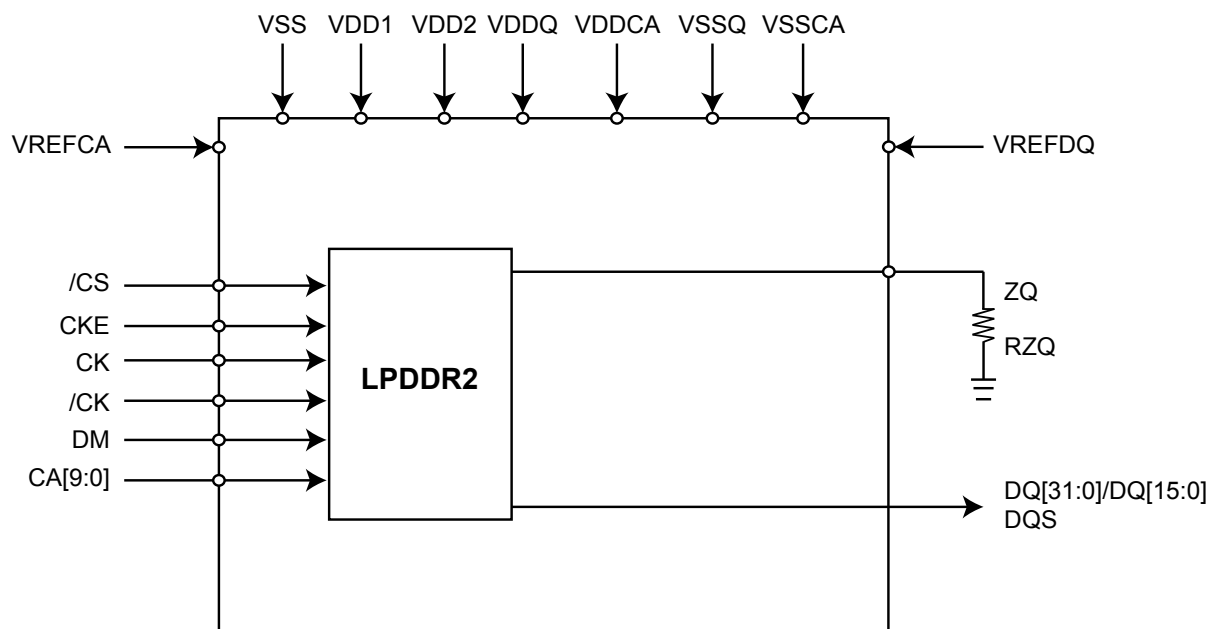 VSS VDD1 VDD2 VDDQ VDDCA VSSQ VSSCA
VREFCA
VREFDQ
/CS
CKE
CK
/CK
DM
CA[9:0]
LPDDR2
ZQ
RZQ
DQ[31:0]/DQ[15:0]
DQS